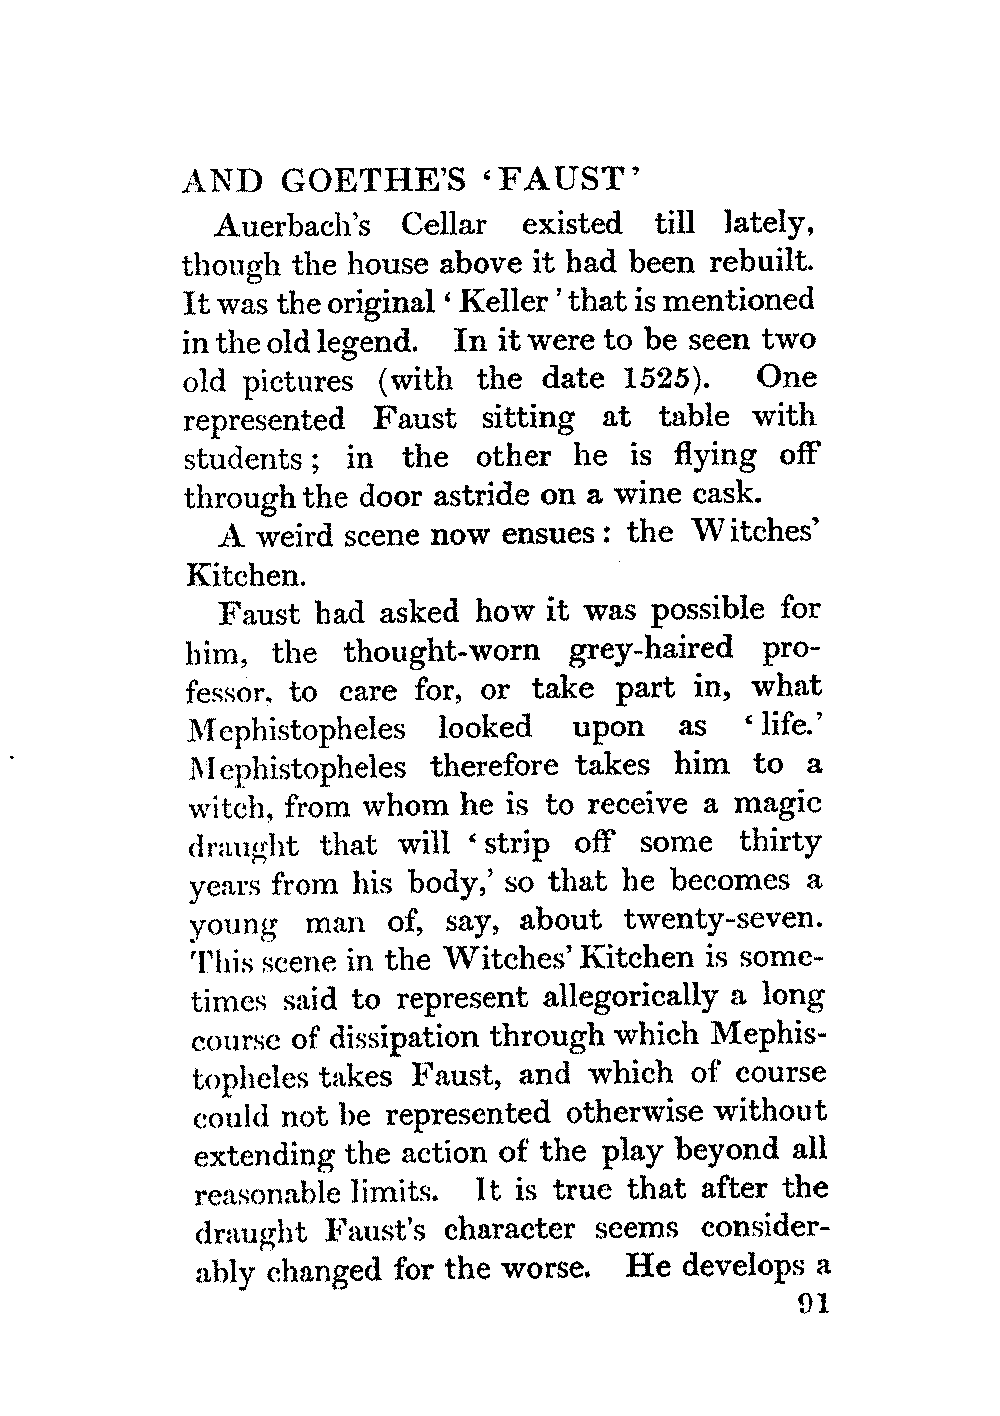 AND GOETHE'S ‘FAUST’
Auerbach's Cellar existed till lately,
though the house above it had been rebuilt.
It was the original ‘Keller’ that is mentioned
in the old legend. In it were to be seen two
old pictures (with the date 1525). One
represented Faust sitting at table with
students; in the other he is flying off
through the door astride on a wine cask.
A weird scene now ensues: the Witches'
Kitchen.
Faust had asked how it was possible for
him, the thought-worn grey-haired pro-
fessor, to care for, or take part in, what
Mephistopheles looked upon as ‘life.’
Mephistopheles therefore takes him to a
witch, from whom he is to receive a magic
draught that will ‘strip off some thirty
years from his body,’ so that he becomes a
young man of, say, about twenty-seven.
This scene in the Witches' Kitchen is some-
times said to represent allegorically a long
course of dissipation through which Mephis-
topheles takes Faust, and which of course
could not be represented otherwise without
extending the action of the play beyond all
reasonable limits. It is true that after the
draught Faust's character seems consider-
ably changed for the worse. He develops a
91